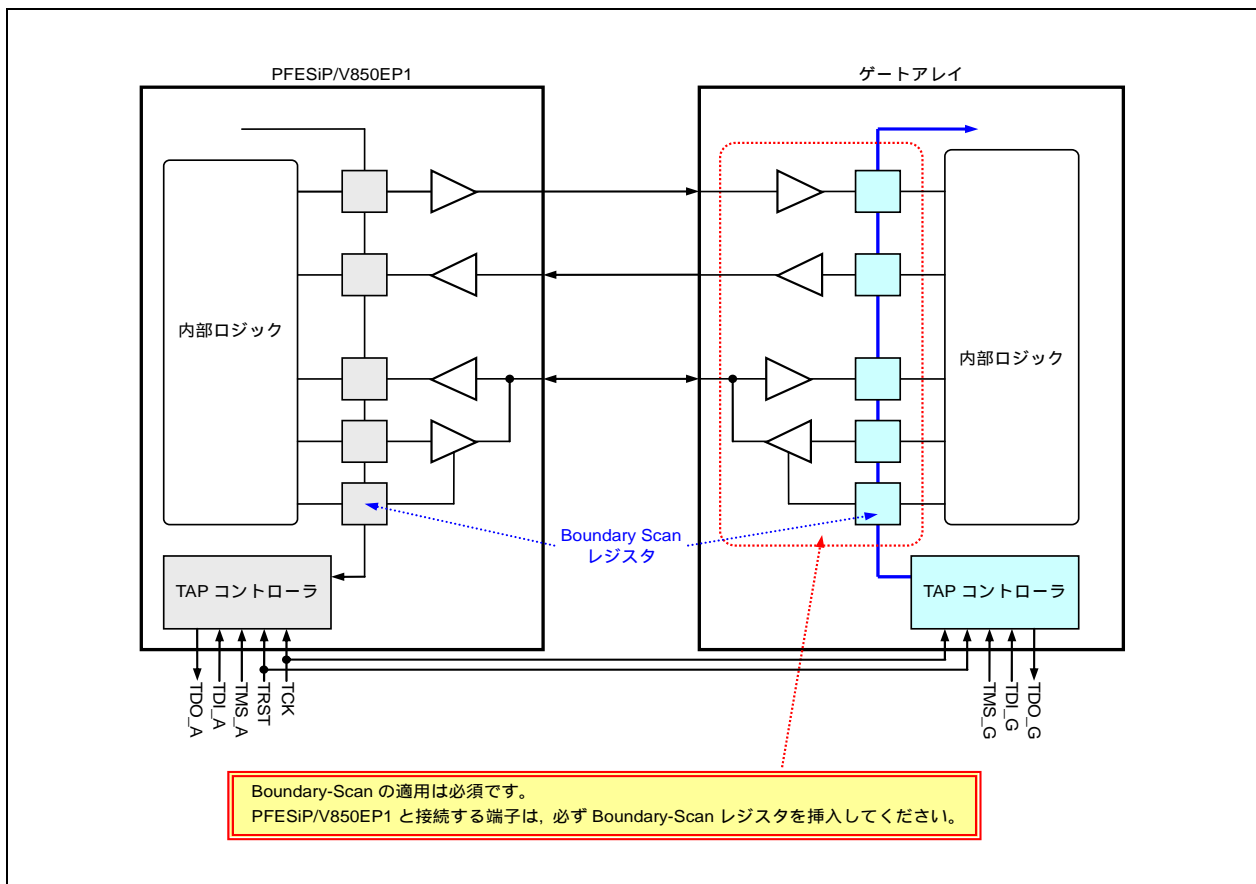 PFESiP/V850EP1
ゲートアレイ
内部ロジック
内部ロジック
Boundary Scan
レジスタ
TAP コントローラ
TAP コントローラ
TDO_A
TDI_A
TMS_A
TRST
TCK
TMS_G
TDI_G
TDO_G
Boundary-Scan の適用は必須です。
PFESiP/V850EP1 と接続する端子は, 必ず Boundary-Scan レジスタを挿入してください。